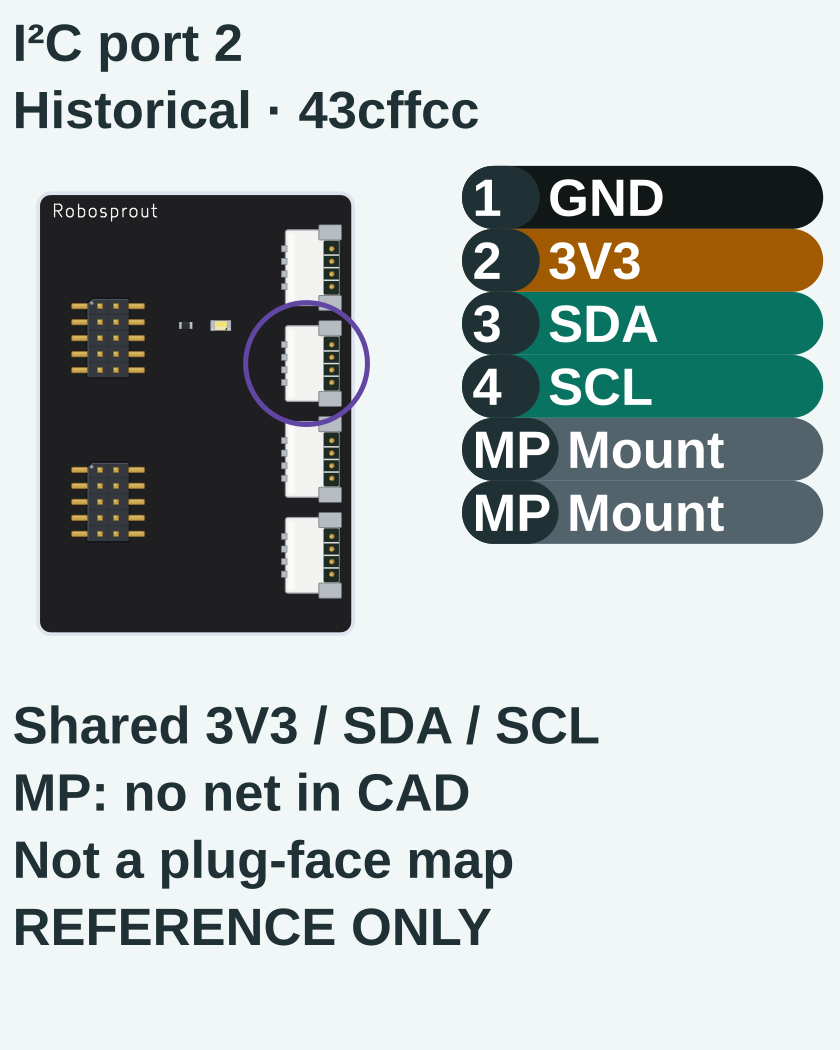 I²C port 2
Historical · 43cffcc
Robosprout
1 GND
2 3V3
3 SDA
4 SCL
MP Mount
MP Mount
Shared 3V3 / SDA / SCL
MP: no net in CAD
Not a plug-face map
REFERENCE ONLY